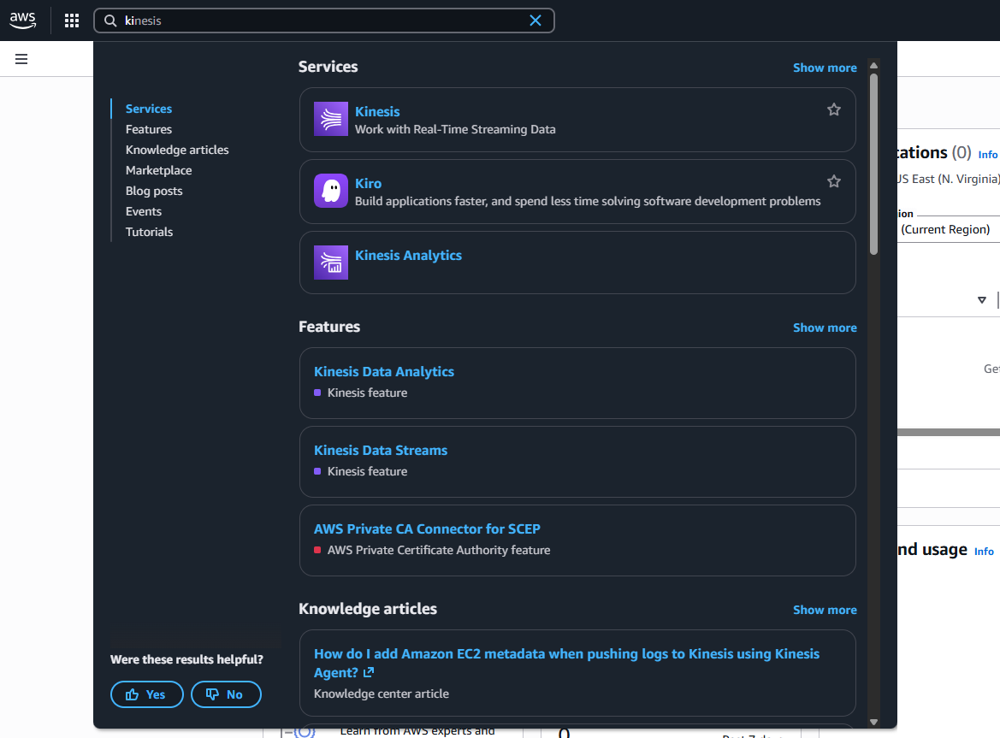 aws
kinesis
Services
Features
Knowledge articles
Marketplace
Blog posts
Events
Tutorials
Services
Show more
Kinesis
Work with Real-Time Streaming Data
Kiro
Build applications faster, and spend less time solving software development problems
Kinesis Analytics
Features
Show more
Kinesis Data Analytics
Kinesis feature
Kinesis Data Streams
Kinesis feature
AWS Private CA Connector for SCEP
AWS Private Certificate Authority feature
Knowledge articles
Show more
How do I add Amazon EC2 metadata when pushing logs to Kinesis using Kinesis
Agent?
Knowledge center article
Were these results helpful?
Yes
No
cations (0) Info
US East (N. Virginia)
ion
(Current Region)
Get
nd usage Info
Learn from AWS experts and
0
Past 7 days